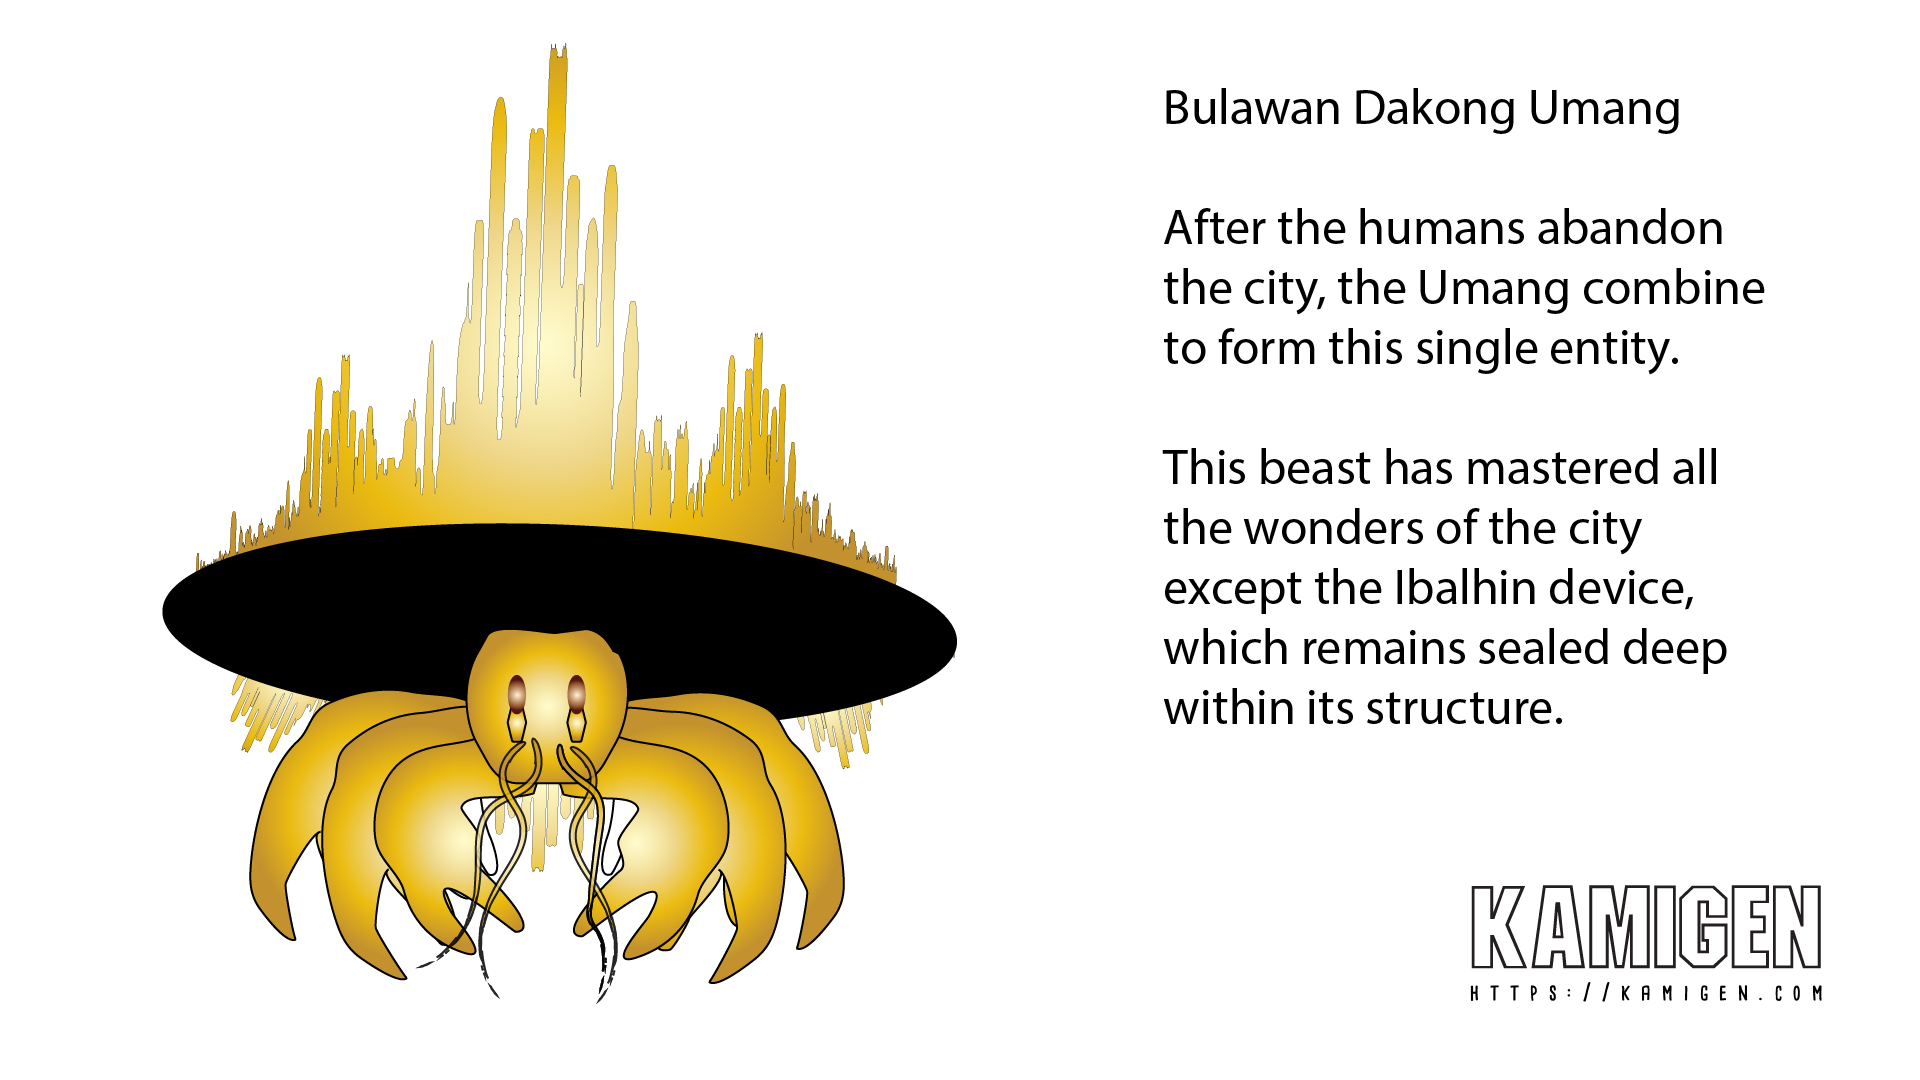 Bulawan Dakong Umang
After the humans abandon
the city, the Umang combine
to form this single entity.
This beast has mastered all
the wonders of the city
except the Ibalhin device,
which remains sealed deep
within its structure.
KAMIGEN
HTTPS://KAMIGEN.COM